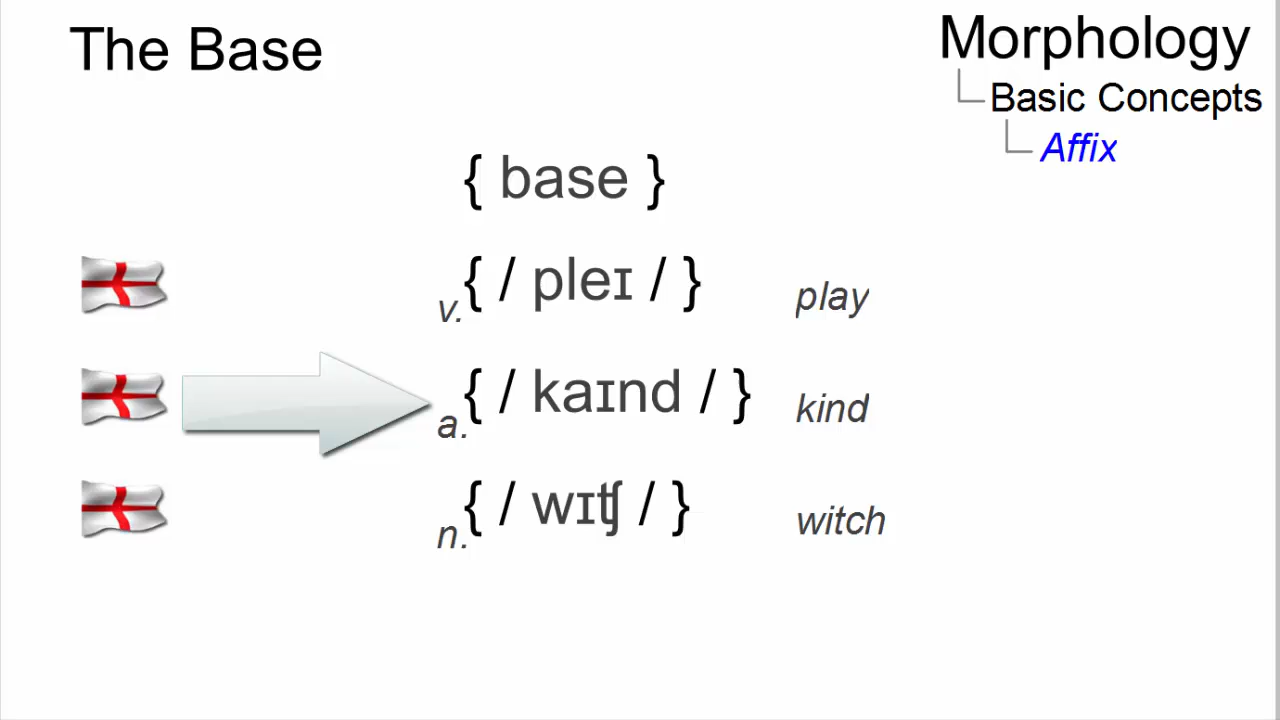 The Base
Morphology
Basic Concepts
Affix
{ base }
v. { / pleɪ / } play
a. { / kaɪnd / } kind
n. { / wɪʧ / } witch